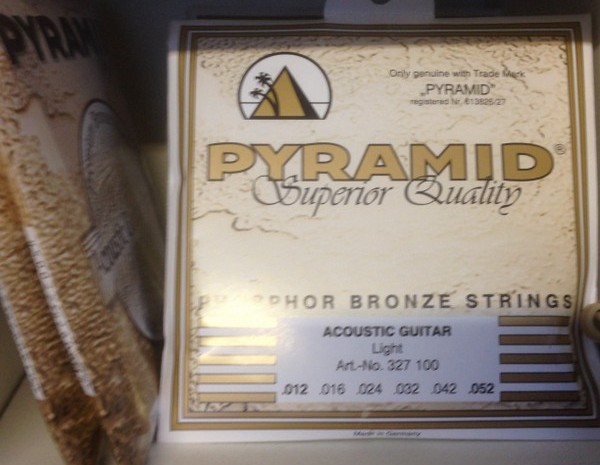 PYRAM
Only genuine with Trade Mark
„PYRAMID"
registered Nr. 613826/27
PYRAMID®
Superior Quality
PHOSPHOR BRONZE STRINGS
ACOUSTIC GUITAR
Light
Art.-No. 327 100
.012 .016 .024 .032 .042 .052
Made in Germany